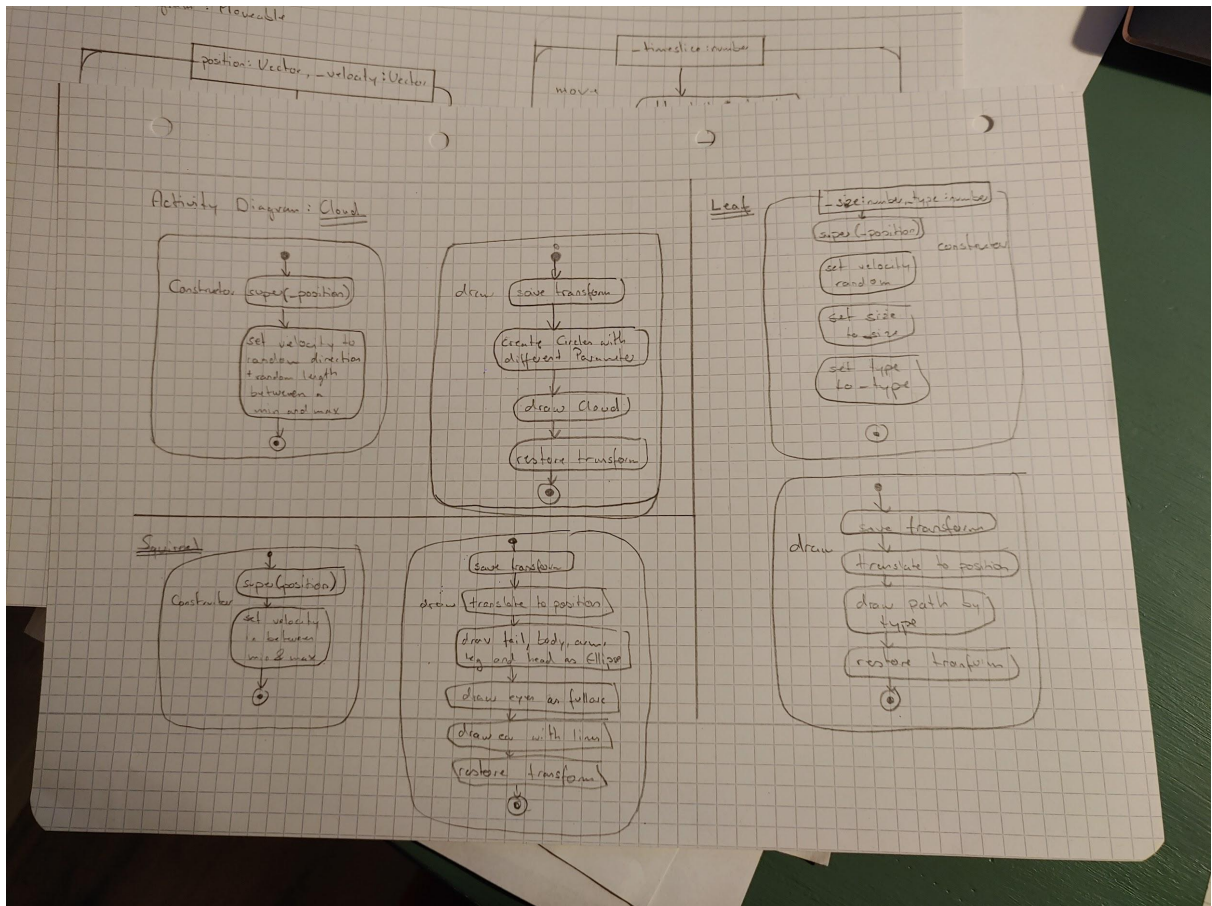 : Moveable
_position: Vector, _velocity: Vector
_timeslice: number
move
Activity Diagram: Cloud
Constructor
super(_position)
set velocity to
random direction
+ random length
between a
min and max
draw
save transform
create Circles with
different Parameter
draw Cloud
restore transform
Leaf
_size: number, _type: number
super(_position)
constructor
set velocity
random
set size
to _size
set type
to _type
draw
save transform
translate to position
draw path by
type
restore tranform
Squirrel
Constructor
super(position)
set velocity
in between
min & max
draw
save transform
translate to position
draw tail, body, arm,
leg and head as Ellipse
draw eyes as fullarc
draw ear with lines
restore transform